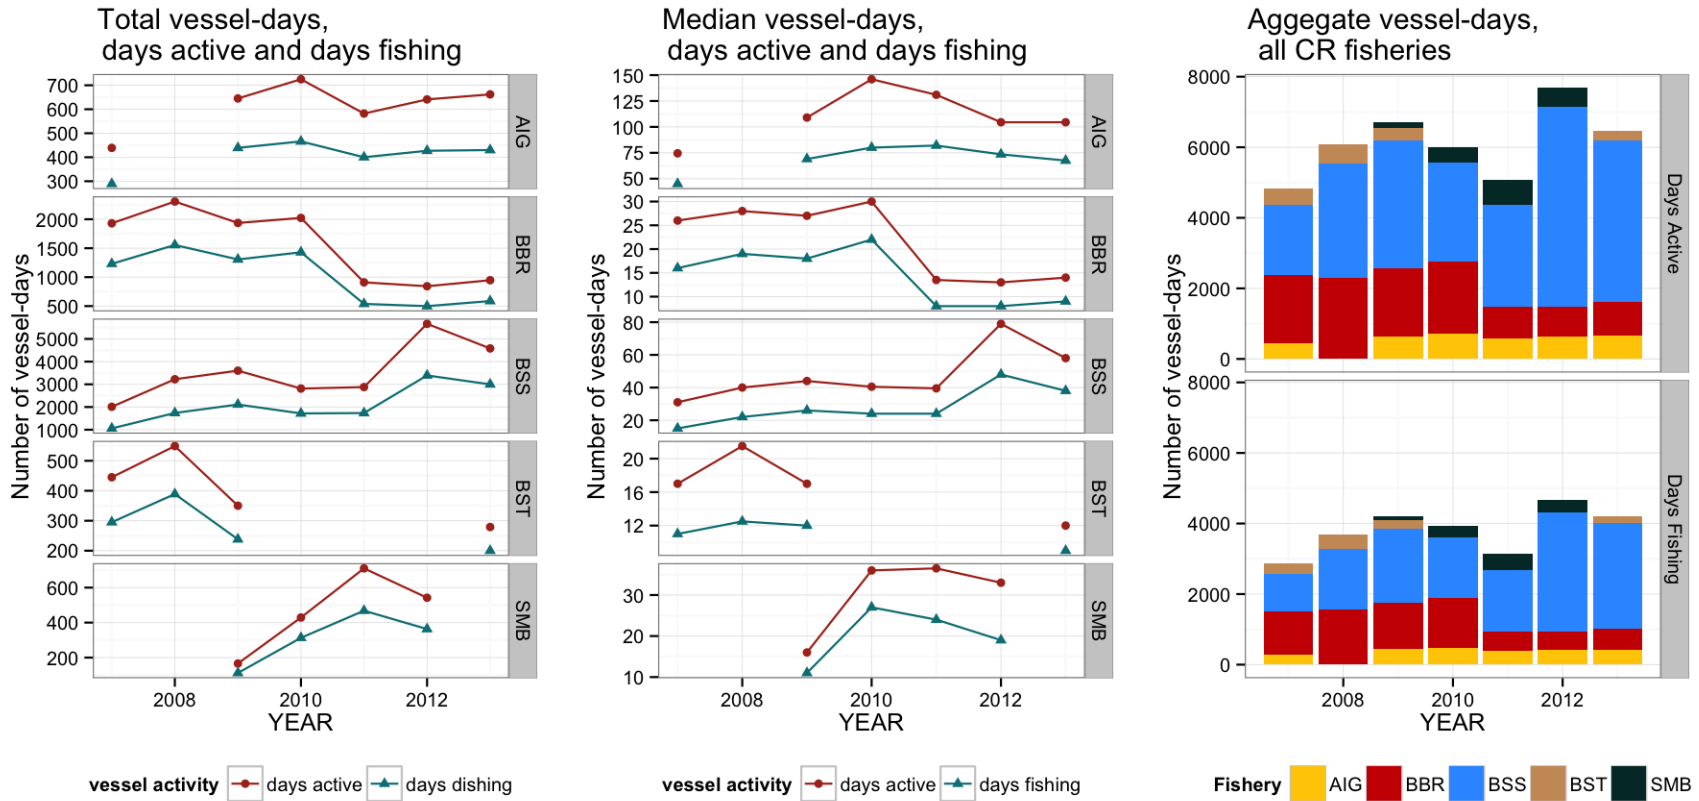 Total vessel-days,
days active and days fishing
Number of vessel-days
700
600
500
400
300
AIG
2000
1500
1000
500
BBR
5000
4000
3000
2000
1000
BSS
500
400
300
200
BST
600
400
200
SMB
2008 2010 2012
YEAR
vessel activity days active days dishing
Median vessel-days,
days active and days fishing
Number of vessel-days
150
125
100
75
50
AIG
30
25
20
15
10
BBR
80
60
40
20
BSS
20
16
12
BST
30
20
10
SMB
2008 2010 2012
YEAR
vessel activity days active days fishing
Aggegate vessel-days,
all CR fisheries
Number of vessel-days
8000
6000
4000
2000
0
Days Active
8000
6000
4000
2000
0
Days Fishing
2008 2010 2012
YEAR
Fishery AIG BBR BSS BST SMB